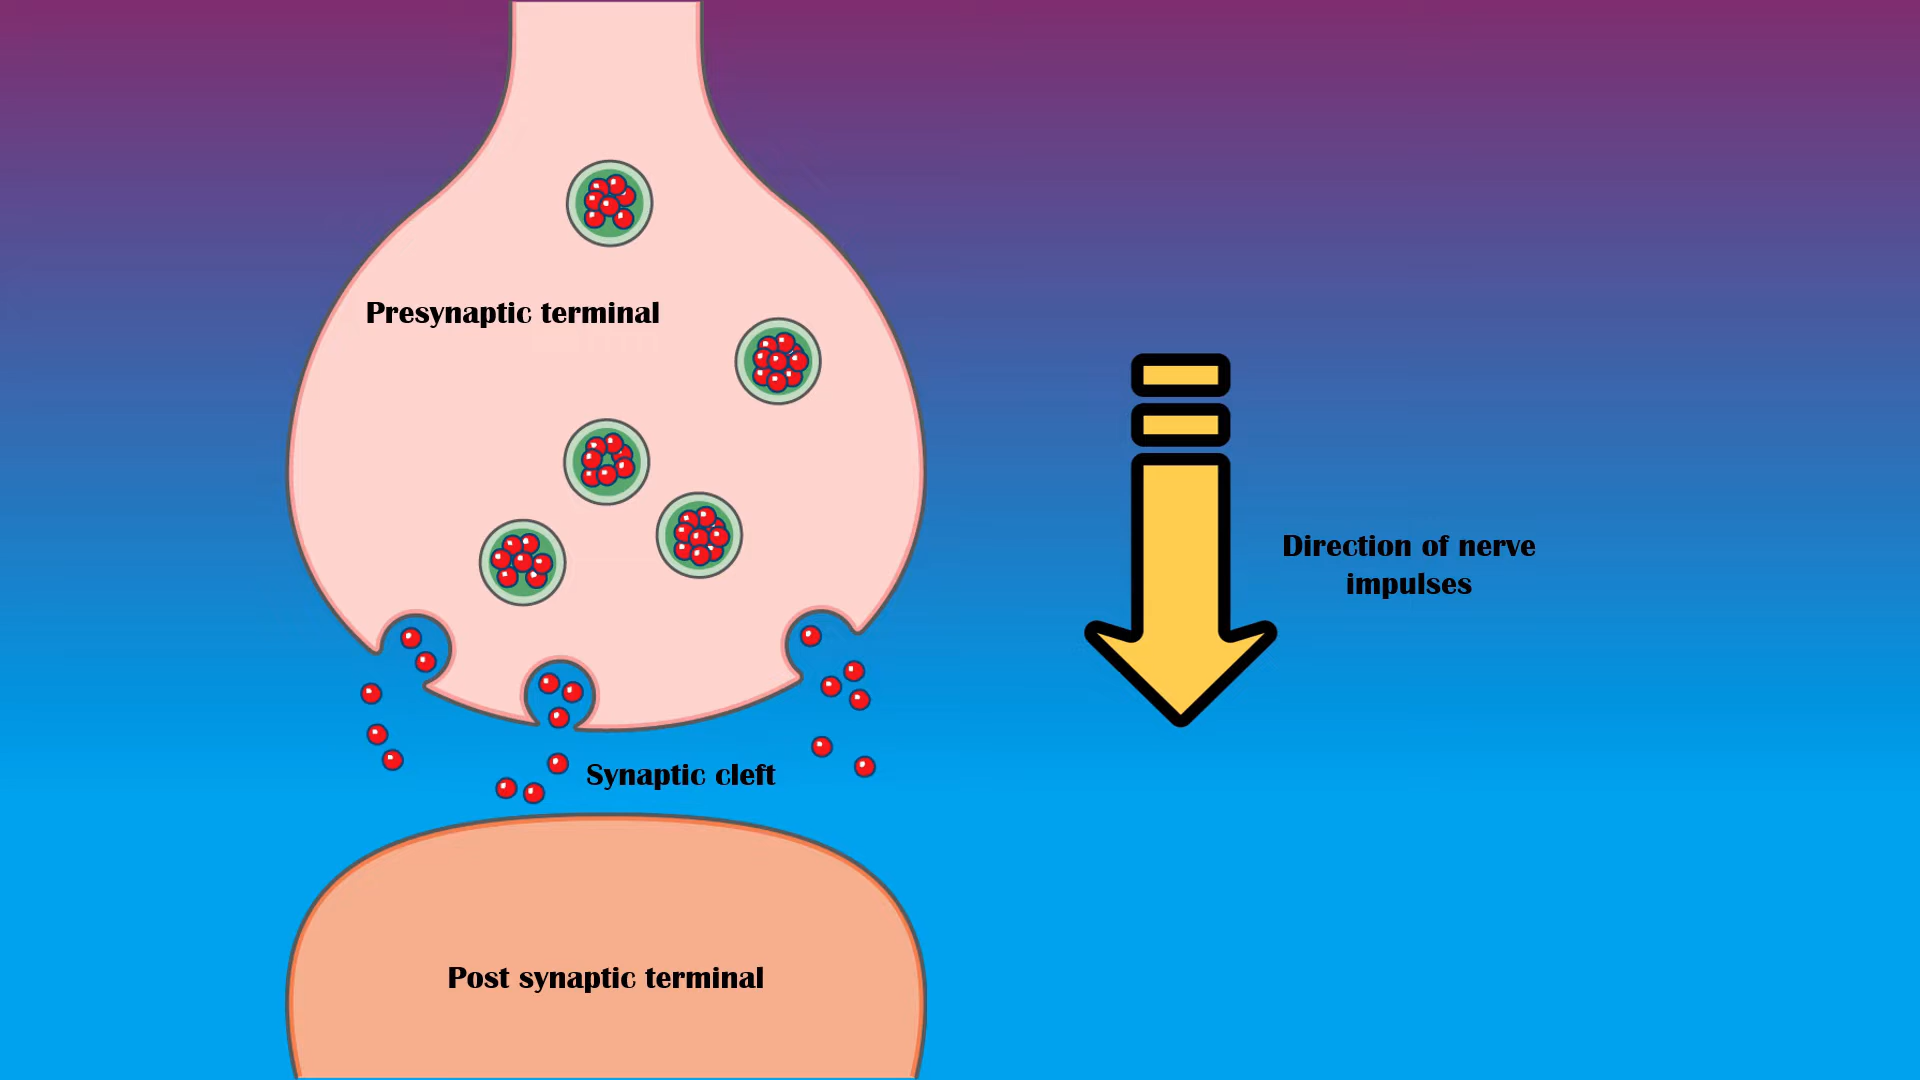 Presynaptic terminal
Direction of nerve
impulses
Synaptic cleft
Post synaptic terminal